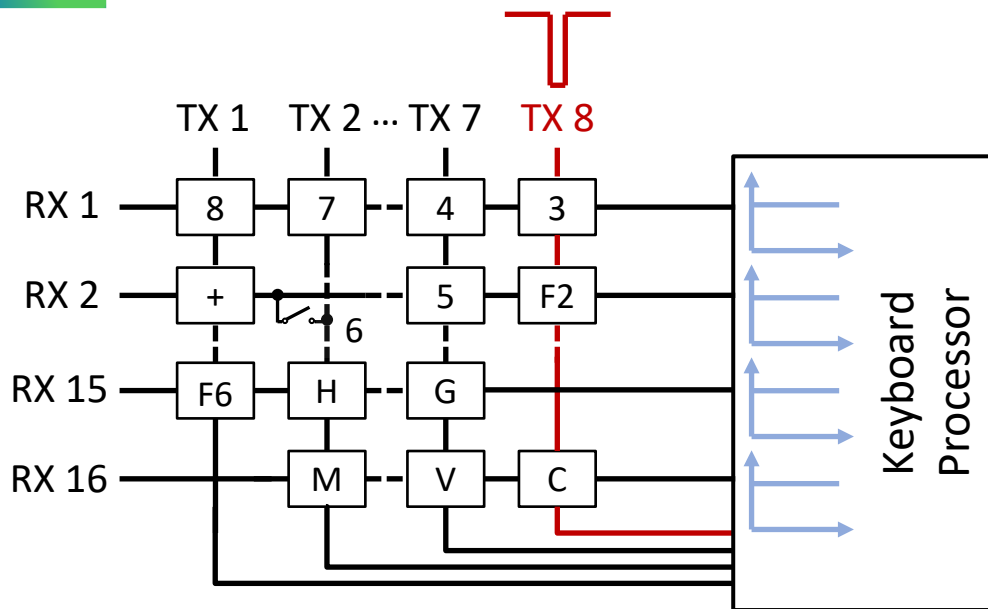 TX 1 TX 2 ... TX 7 TX 8
RX 1 8 7 4 3
RX 2 + 5 F2
6
RX 15 F6 H G
RX 16 M V C
Keyboard
Processor